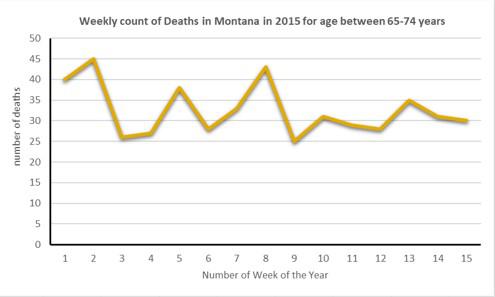 Weekly count of Deaths in Montana in 2015 for age between 65-74 years
50
45
40
35
30
25
20
15
10
5
0
number of deaths
1 2 3 4 5 6 7 8 9 10 11 12 13 14 15
Number of Week of the Year